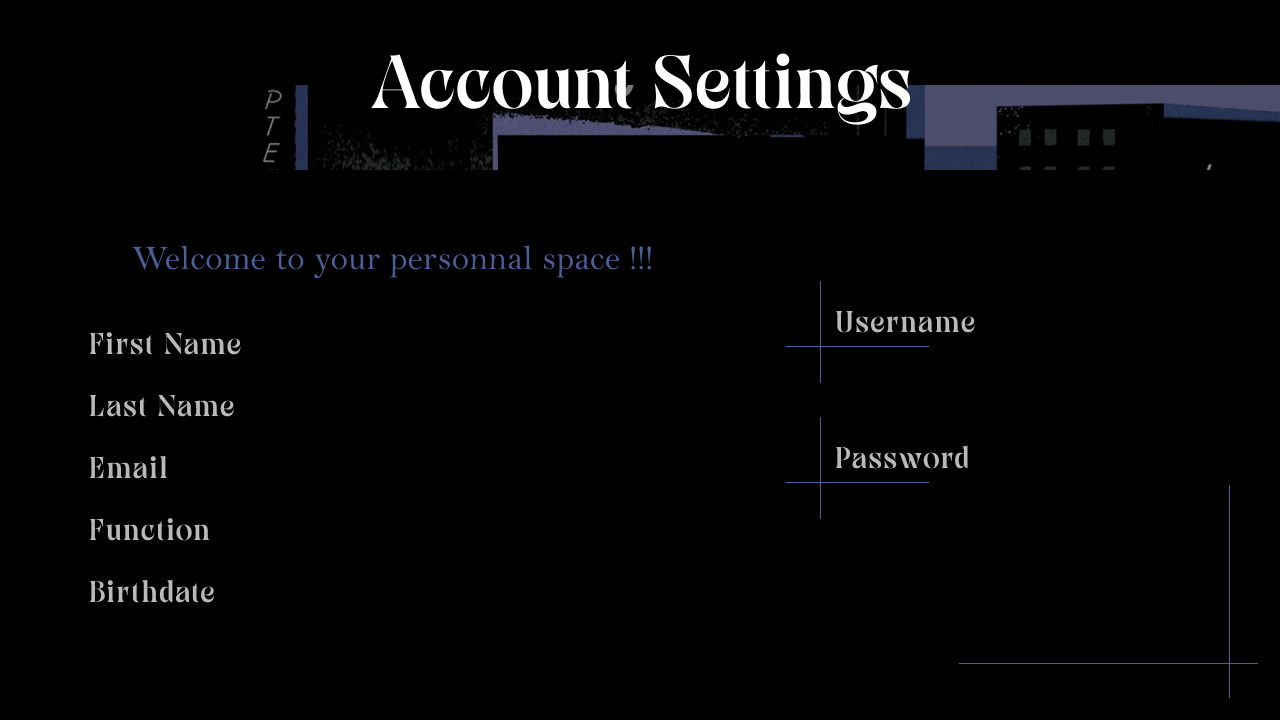 Account Settings
P
T
E
Welcome to your personnal space !!!
First Name
Last Name
Email
Function
Birthdate
Username
Password